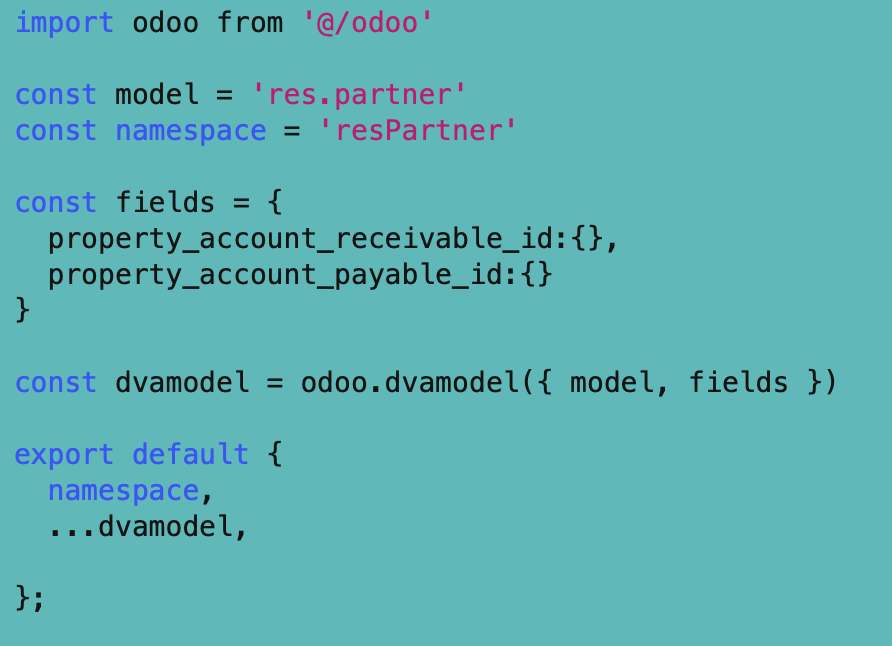 import odoo from '@/odoo'
const model = 'res.partner'
const namespace = 'resPartner'
const fields = {
  property_account_receivable_id:{},
  property_account_payable_id:{}
}
const dvamodel = odoo.dvamodel({ model, fields })
export default {
  namespace,
  ...dvamodel,
};